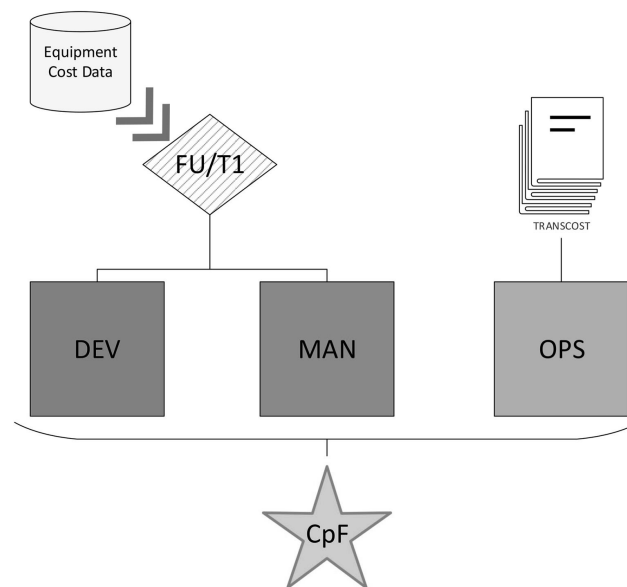 Equipment
Cost Data
FU/T1
TRANSCOST
DEV
MAN
OPS
CpF